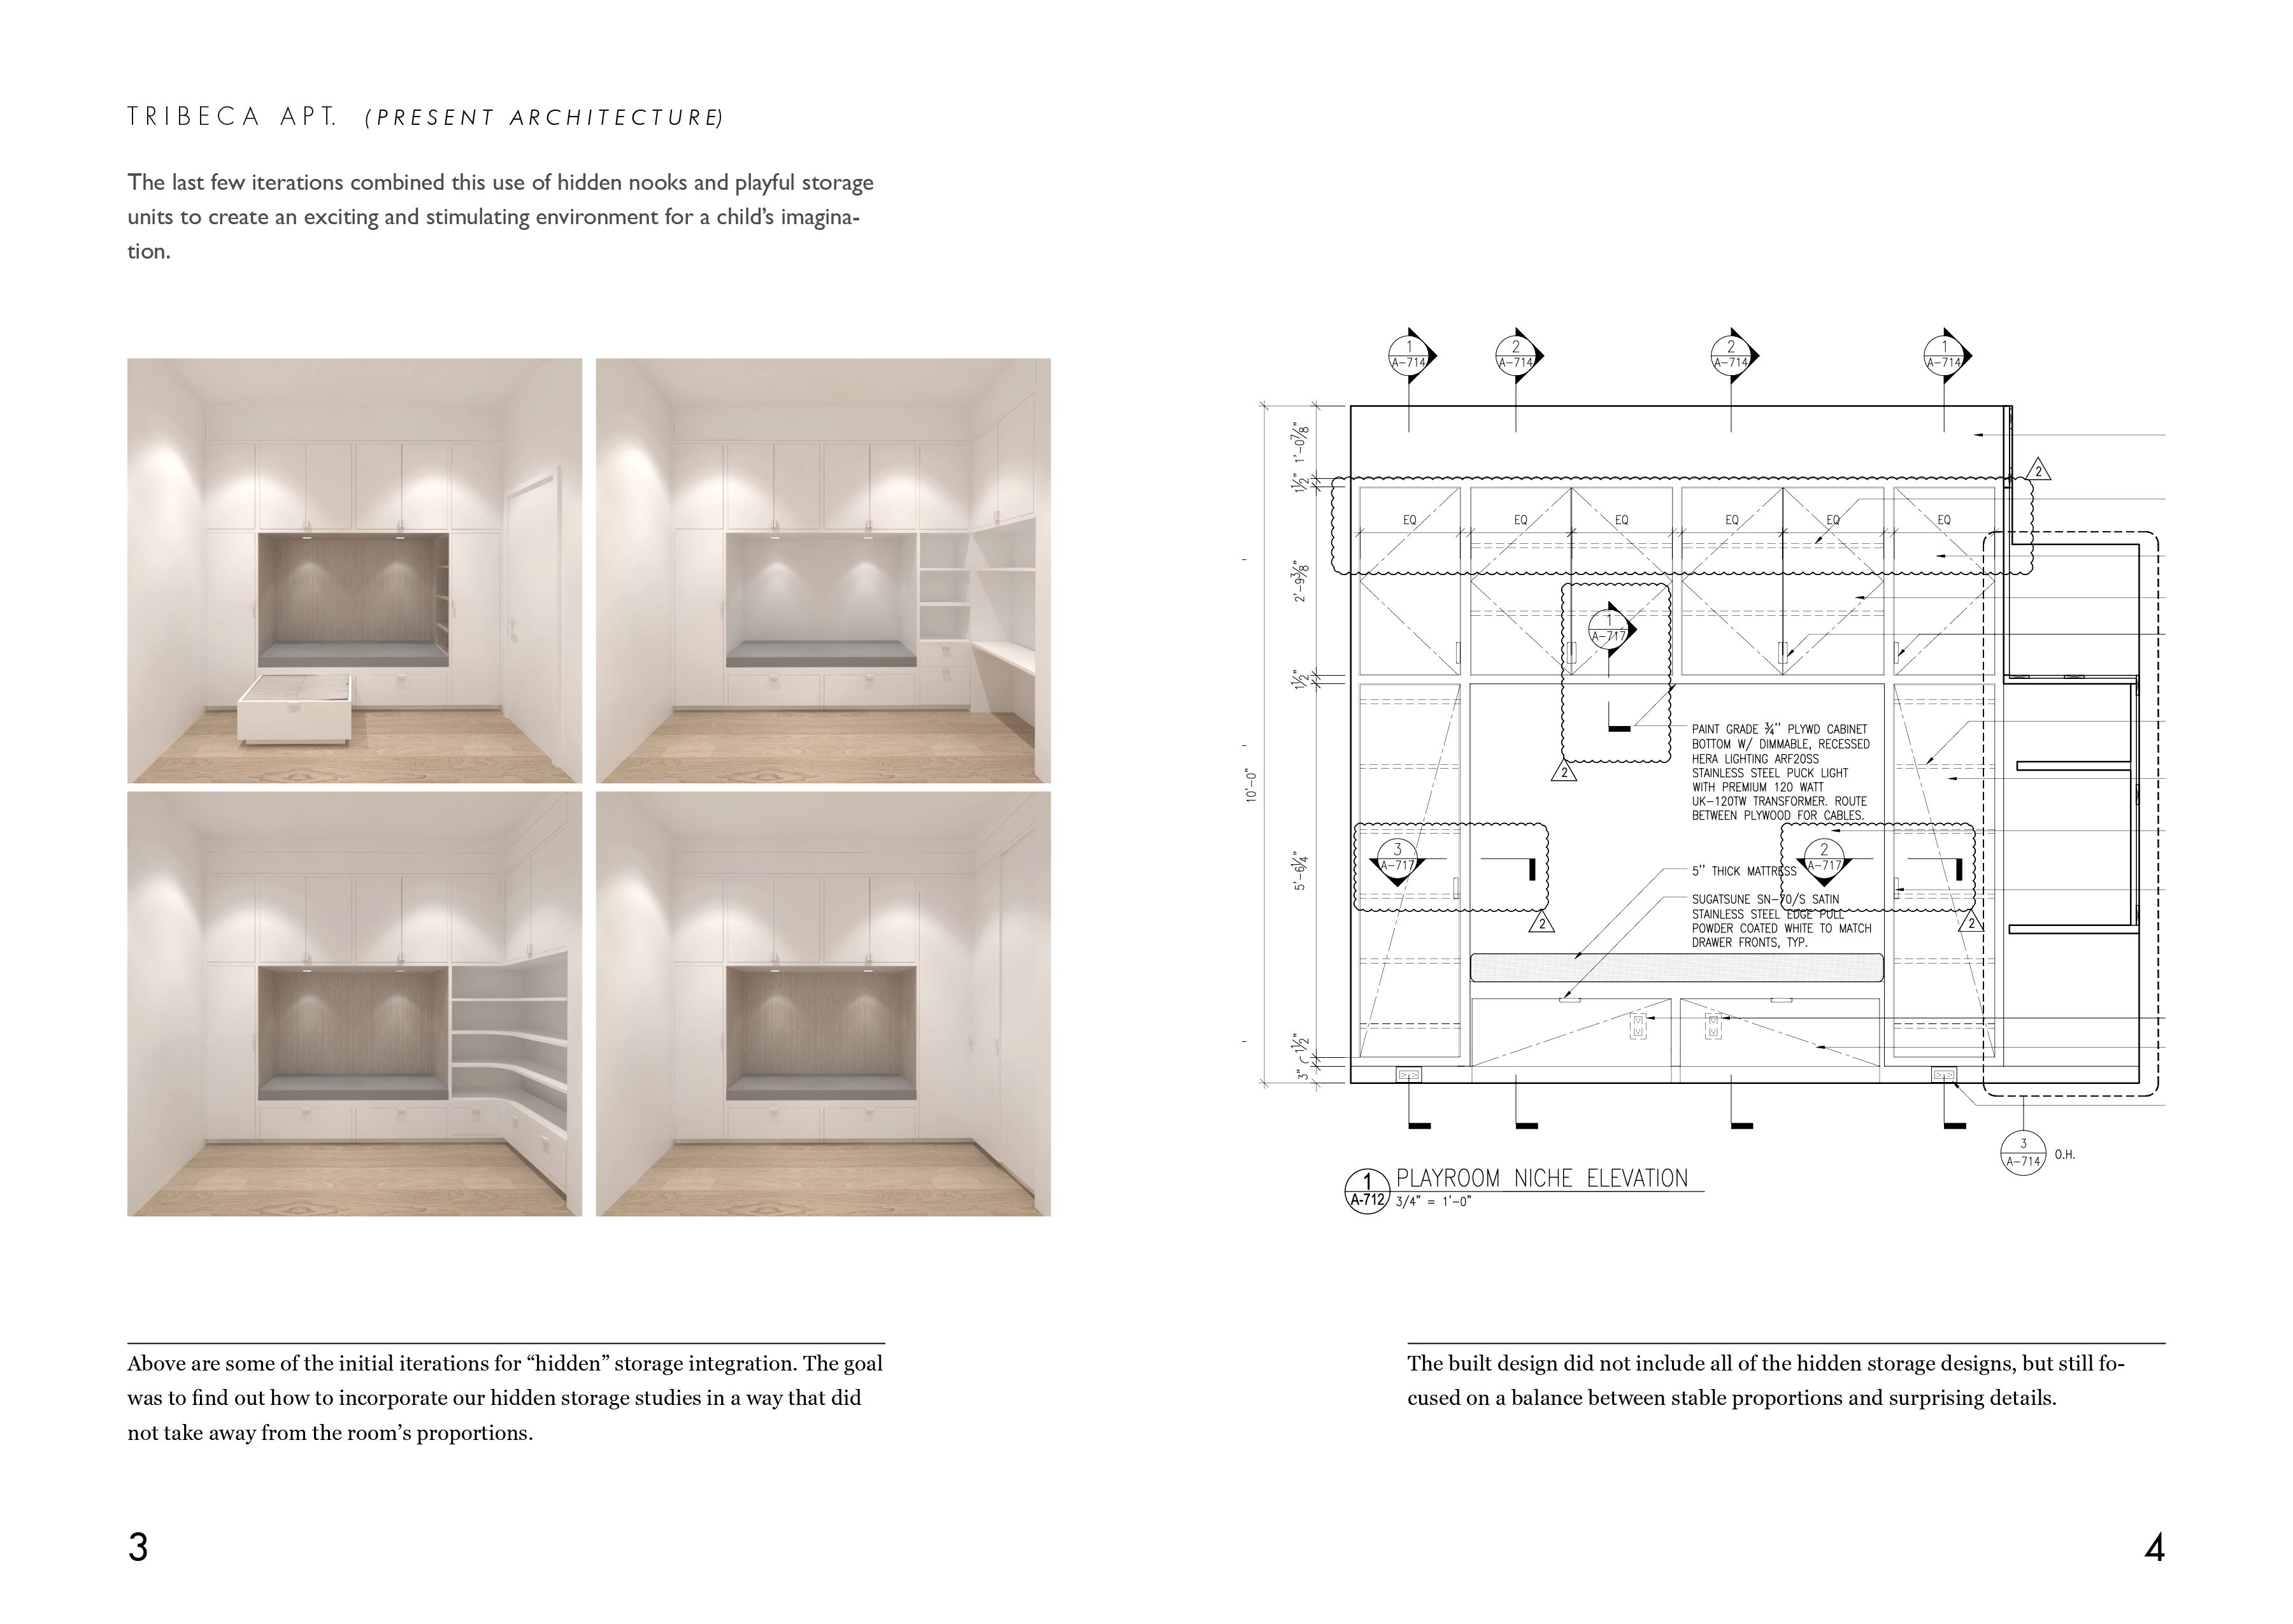 TRIBECA APT. (PRESENT ARCHITECTURE)
The last few iterations combined this use of hidden nooks and playful storage
units to create an exciting and stimulating environment for a child’s imagina-
tion.
1
A-714
2
A-714
2
A-714
1
A-714
1'-0⅞"
1½"
2'-9⅜"
1½"
10'-0"
5'-6¼"
1½"
3"
2
EQ
EQ
EQ
EQ
EQ
EQ
1
A-717
2
PAINT GRADE ¾" PLYWD CABINET
BOTTOM W/ DIMMABLE, RECESSED
HERA LIGHTING ARF20SS
STAINLESS STEEL PUCK LIGHT
WITH PREMIUM 120 WATT
UK-120TW TRANSFORMER. ROUTE
BETWEEN PLYWOOD FOR CABLES.
3
A-717
2
2
A-717
2
5" THICK MATTRESS
SUGATSUNE SN-70/S SATIN
STAINLESS STEEL EDGE PULL
POWDER COATED WHITE TO MATCH
DRAWER FRONTS, TYP.
3
A-714
O.H.
1
A-712
PLAYROOM NICHE ELEVATION
3/4" = 1'-0"
Above are some of the initial iterations for “hidden” storage integration. The goal
was to find out how to incorporate our hidden storage studies in a way that did
not take away from the room’s proportions.
The built design did not include all of the hidden storage designs, but still fo-
cused on a balance between stable proportions and surprising details.
3
4